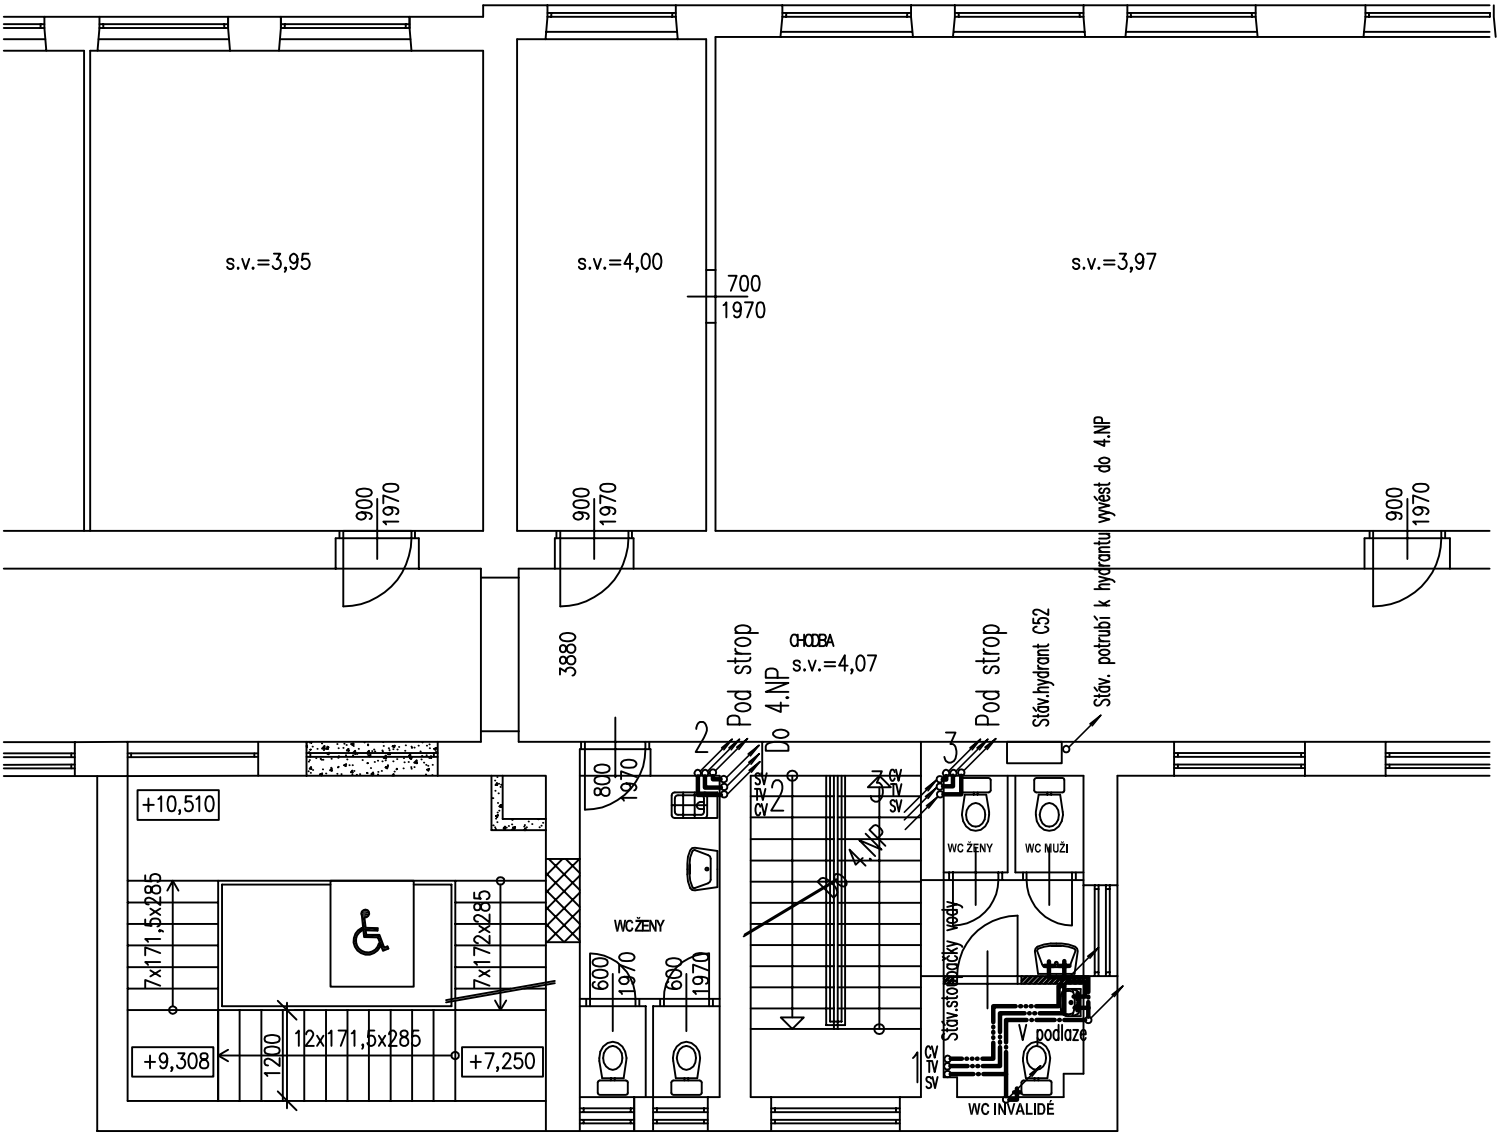 s.v.=3,95
s.v.=4,00
s.v.=3,97
700
1970
900
1970
900
1970
900
1970
Stáv. potrubí k hydrantu vyvést do 4.NP
Stáv.hydrant C52
3880
CHODBA
s.v.=4,07
Pod strop
Do 4.NP
Pod strop
2
3
800
1970
SV
TV
CV
2
3
CV
TV
SV
Do 4.NP
+10,510
WC ŽENY
WC MUŽI
7x171,5x285
7x172x285
WC ŽENY
600
1970
600
1970
Stáv.stoupačky vody
12x171,5x285
1200
+9,308
+7,250
V podlaze
1
CV
TV
SV
WC INVALIDÉ